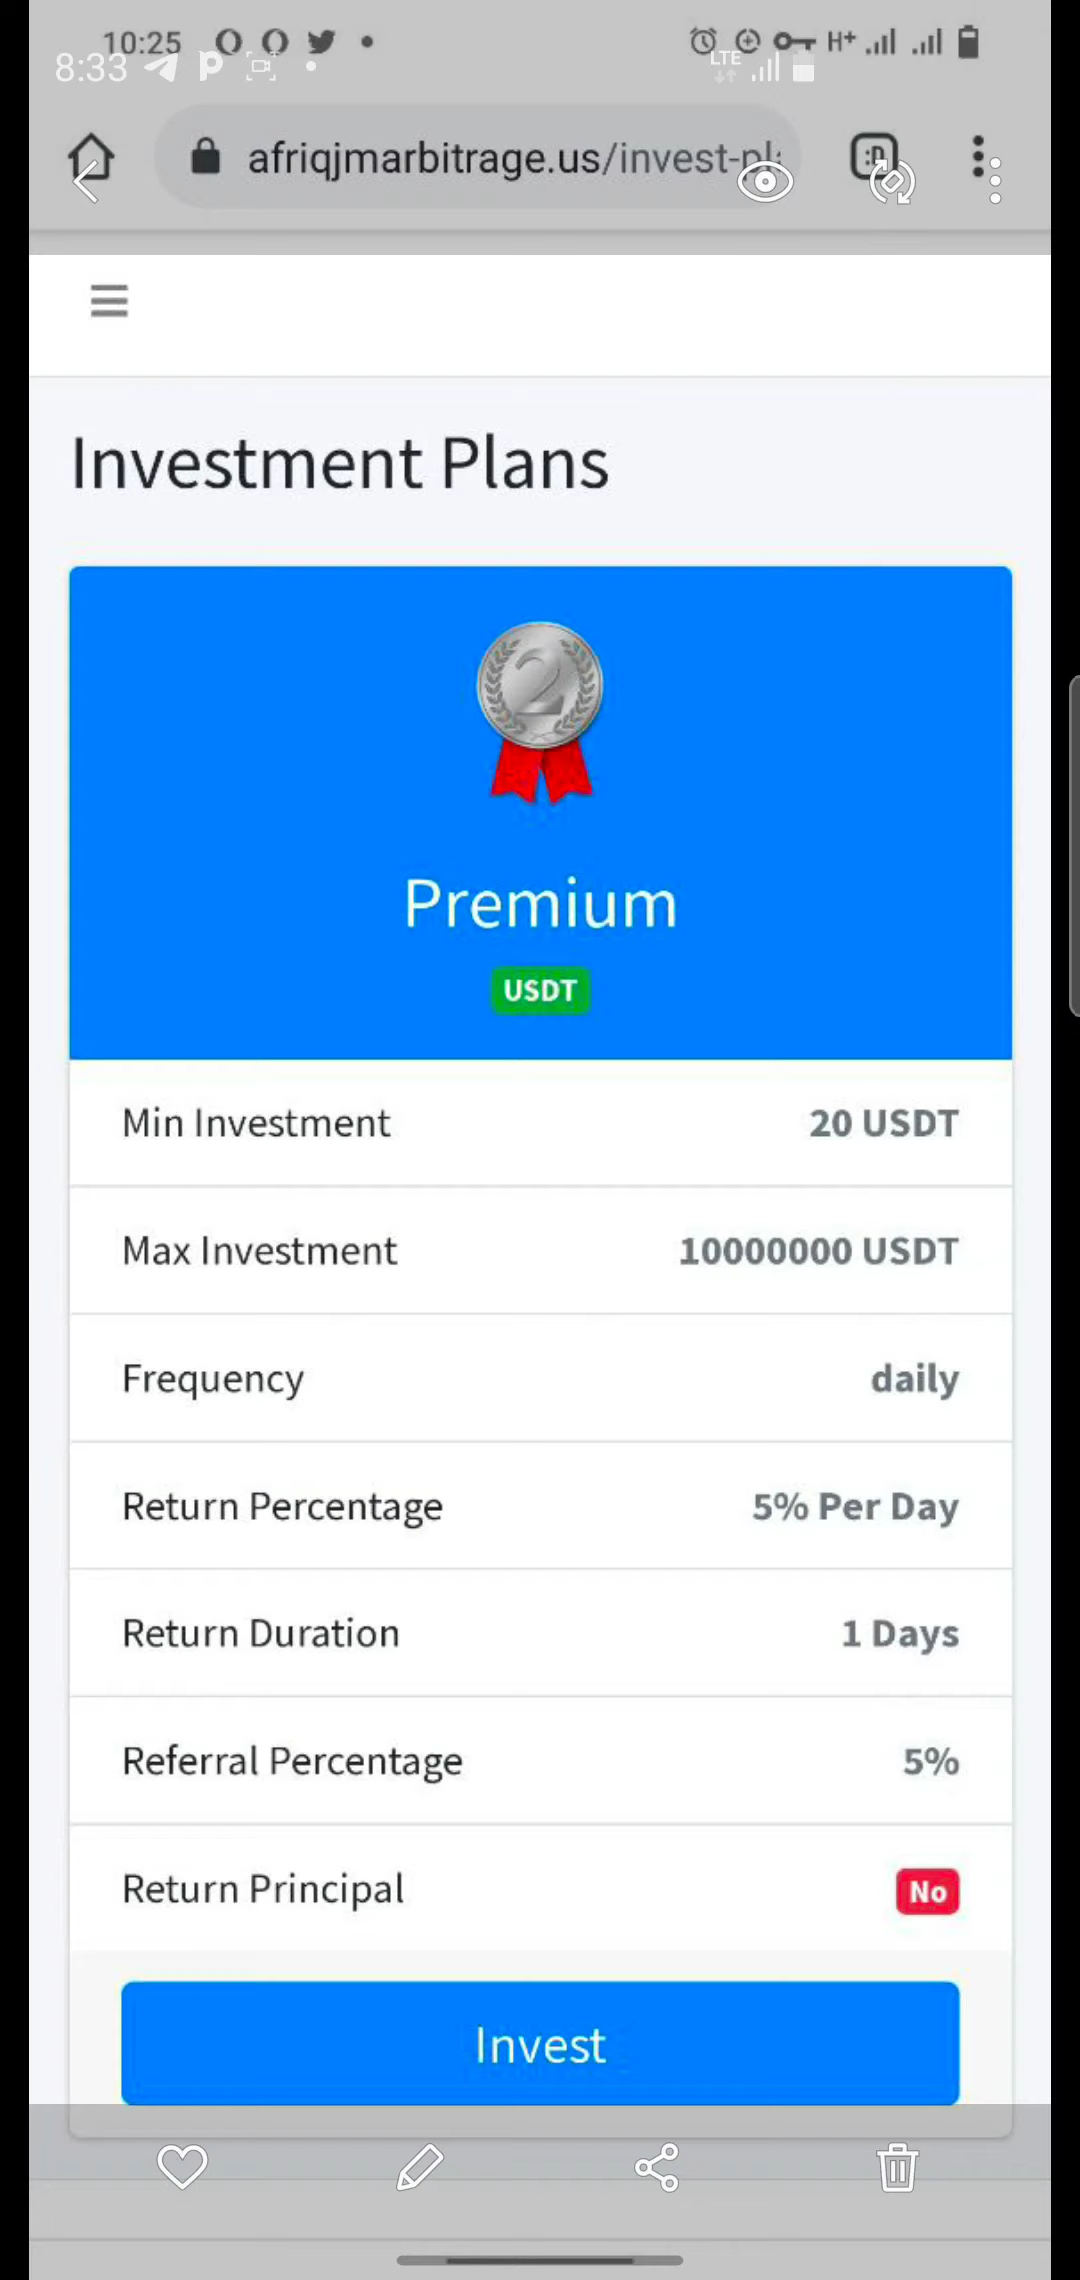 10:25 H+
8:33 LTE
afriqjmarbitrage.us/invest-pl
Investment Plans
2
Premium
USDT
Min Investment 20 USDT
Max Investment 10000000 USDT
Frequency daily
Return Percentage 5% Per Day
Return Duration 1 Days
Referral Percentage 5%
Return Principal No
Invest